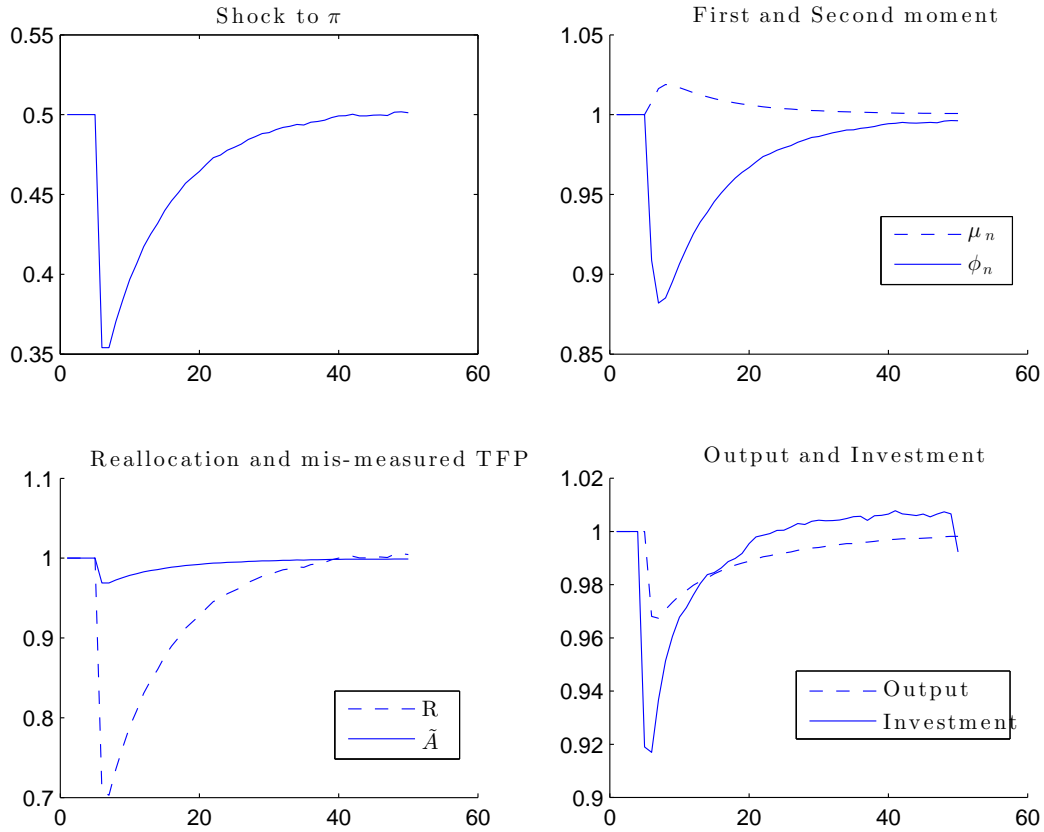 Shock to π
0.55
0.5
0.45
0.4
0.35
0 20 40 60
First and Second moment
1.05
1
0.95
0.9
0.85
0 20 40 60
μn
ϕn
Reallocation and mis-measured TFP
1.1
1
0.9
0.8
0.7
0 20 40 60
R
Ã
Output and Investment
1.02
1
0.98
0.96
0.94
0.92
0.9
0 20 40 60
Output
Investment